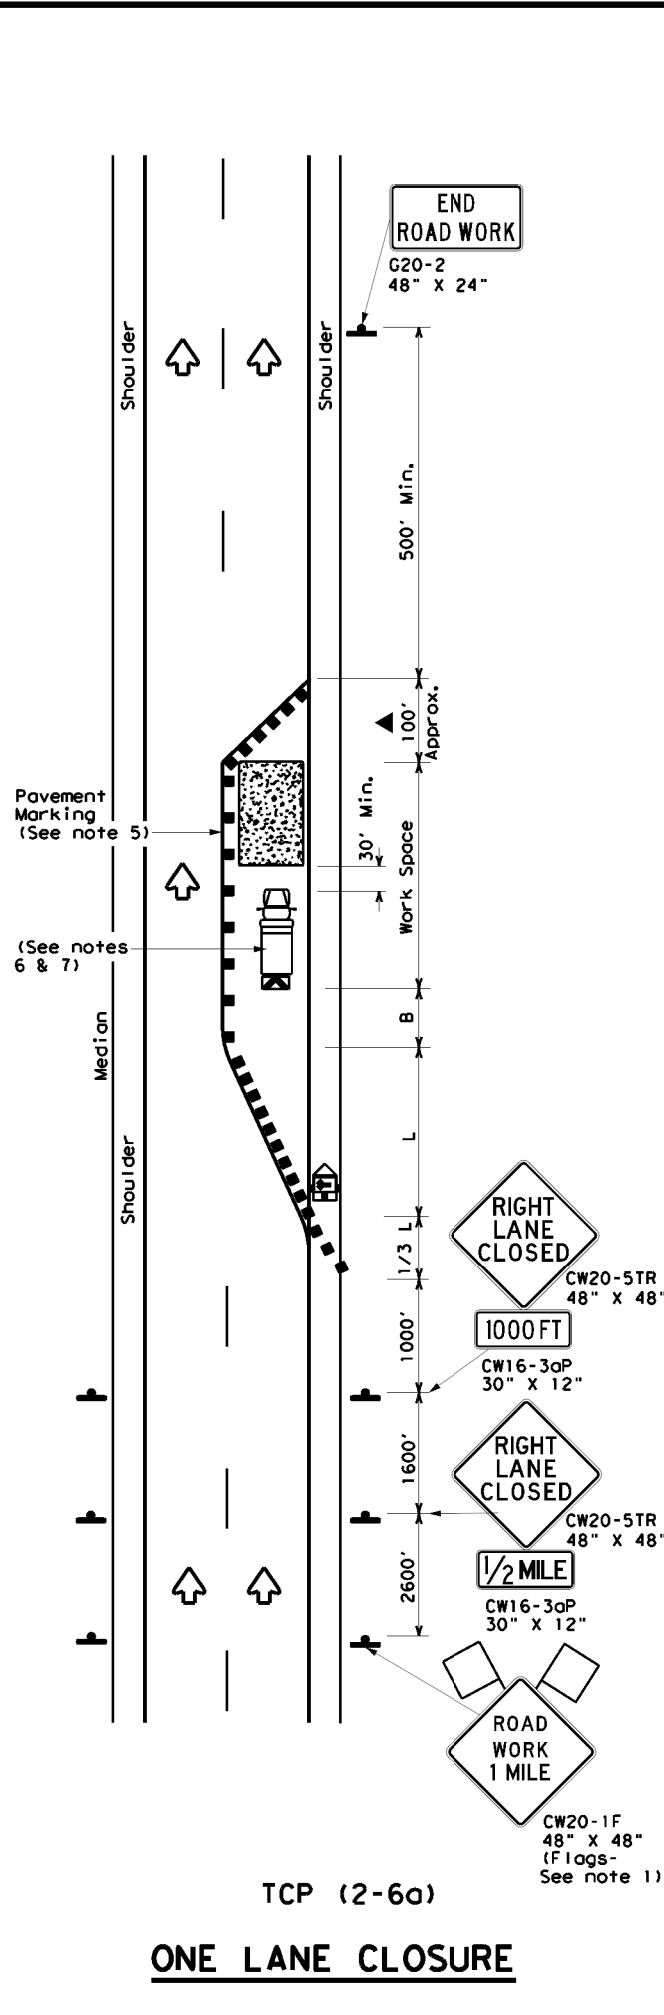 END
ROAD WORK
G20-2
48" X 24"
Shoulder
Shoulder
500' Min.
100'
Approx.
30' Min.
Pavement
Marking
(See note 5)
Work Space
(See notes
6 & 7)
B
Median
L
Shoulder
1/3 L
RIGHT
LANE
CLOSED
CW20-5TR
48" X 48"
1000 FT
CW16-3aP
30" X 12"
1000'
1600'
RIGHT
LANE
CLOSED
CW20-5TR
48" X 48"
1/2 MILE
CW16-3aP
30" X 12"
2600'
ROAD
WORK
1 MILE
CW20-1F
48" X 48"
(Flags-
See note 1)
TCP (2-6a)
ONE LANE CLOSURE